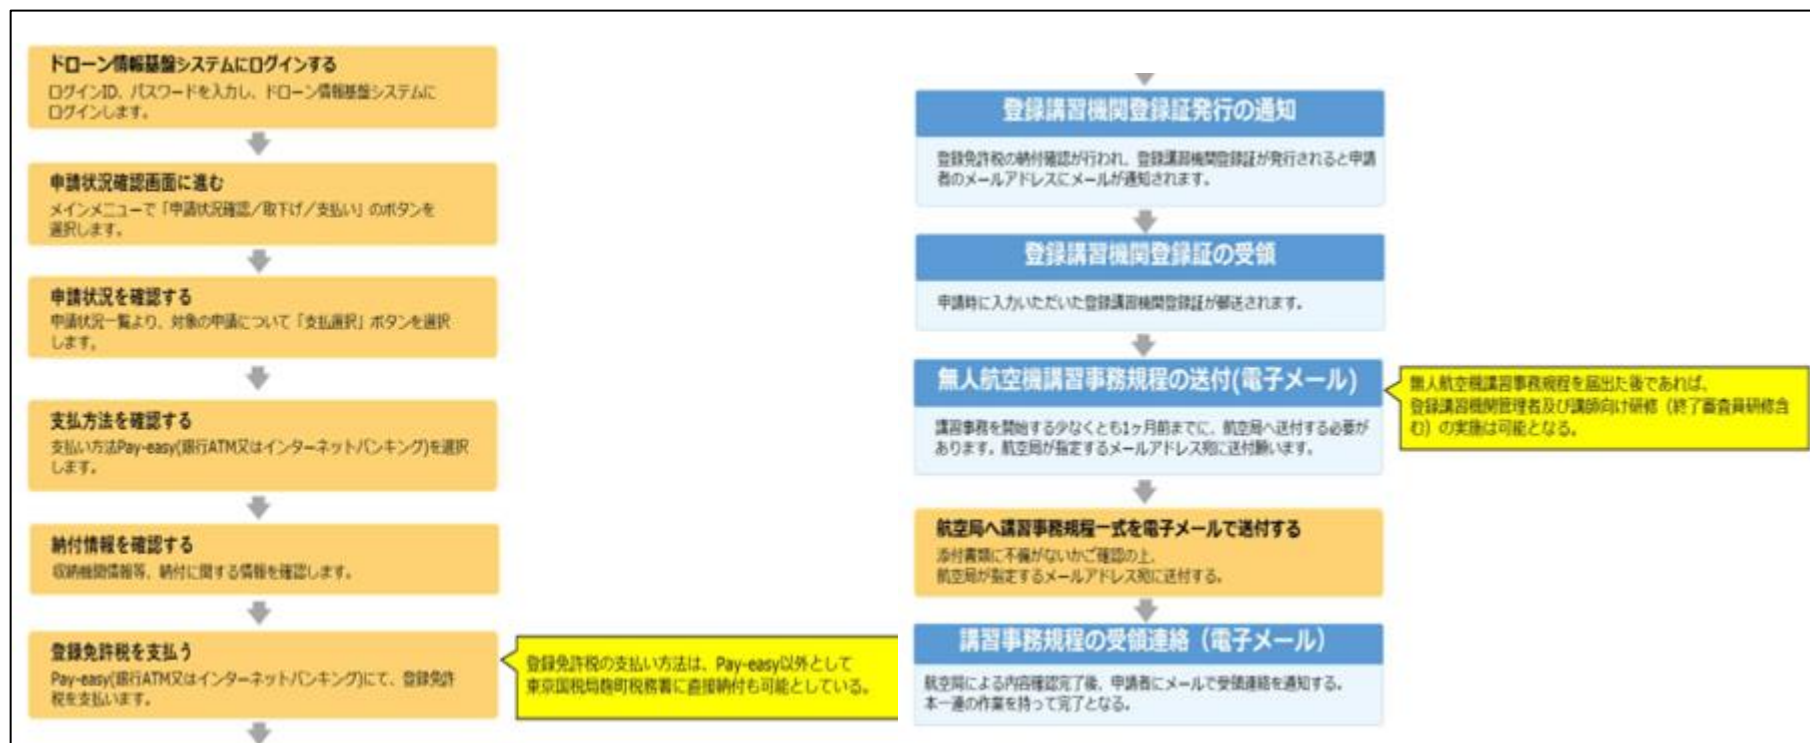 ドローン情報基盤システムにログインする
ログインID、パスワードを入力し、ドローン情報基盤システムに
ログインします。
申請状況確認画面に進む
メインメニューで「申請状況確認／取下げ／支払い」のボタンを
選択します。
申請状況を確認する
申請状況一覧より、対象の申請について「支払選択」ボタンを選択
します。
支払方法を確認する
支払い方法Pay-easy(銀行ATM又はインターネットバンキング)を選択
します。
納付情報を確認する
収納機関情報等、納付に関する情報を確認します。
登録免許税を支払う
Pay-easy(銀行ATM又はインターネットバンキング)にて、登録免許
税を支払います。
登録免許税の支払い方法は、Pay-easy以外として
東京国税局麹町税務署に直接納付も可能としている。
登録講習機関登録証発行の通知
登録免許税の納付確認が行われ、登録講習機関登録証が発行されると申請
者のメールアドレスにメールが通知されます。
登録講習機関登録証の受領
申請時に入力いただいた登録講習機関登録証が郵送されます。
無人航空機講習事務規程の送付(電子メール)
講習事務を開始する少なくとも1ヶ月前までに、航空局へ送付する必要が
あります。航空局が指定するメールアドレス宛に送付願います。
無人航空機講習事務規程を届出た後であれば、
登録講習機関管理者及び講師向け研修（終了審査員研修含
む）の実施は可能となる。
航空局へ講習事務規程一式を電子メールで送付する
添付書類に不備がないかご確認の上、
航空局が指定するメールアドレス宛に送付する。
講習事務規程の受領連絡（電子メール）
航空局による内容確認完了後、申請者にメールで受領連絡を通知する。
本一連の作業を持って完了となる。